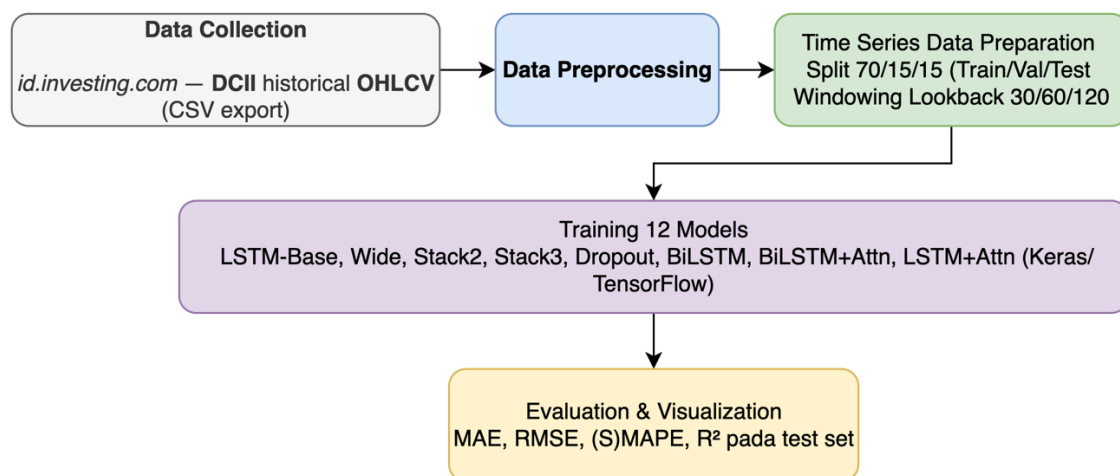 Data Collection
id.investing.com — DCII historical OHLCV
(CSV export)
Data Preprocessing
Time Series Data Preparation
Split 70/15/15 (Train/Val/Test
Windowing Lookback 30/60/120
Training 12 Models
LSTM-Base, Wide, Stack2, Stack3, Dropout, BiLSTM, BiLSTM+Attn, LSTM+Attn (Keras/
TensorFlow)
Evaluation & Visualization
MAE, RMSE, (S)MAPE, R² pada test set